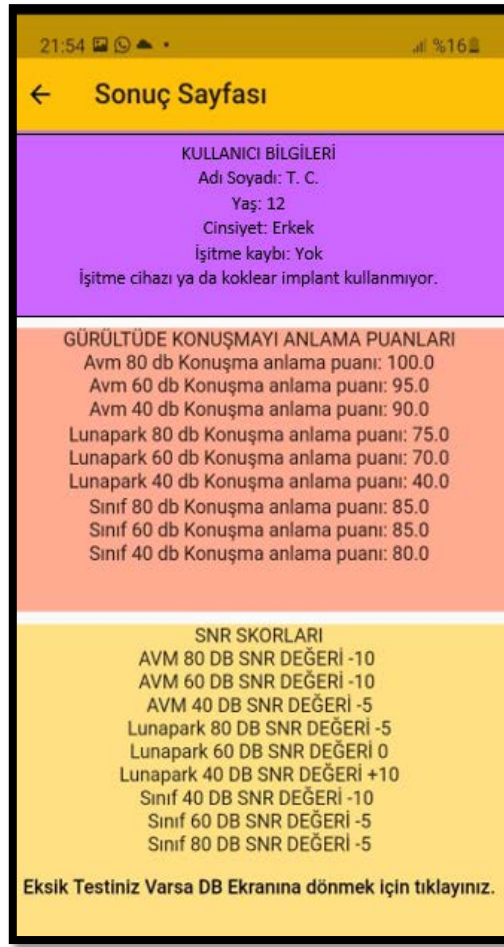 21:54 %16
Sonuç Sayfası
KULLANICI BİLGİLERİ
Adı Soyadı: T. C.
Yaş: 12
Cinsiyet: Erkek
İşitme kaybı: Yok
İşitme cihazı ya da koklear implant kullanmıyor.
GÜRÜLTÜDE KONUŞMAYI ANLAMA PUANLARI
Avm 80 db Konuşma anlama puanı: 100.0
Avm 60 db Konuşma anlama puanı: 95.0
Avm 40 db Konuşma anlama puanı: 90.0
Lunapark 80 db Konuşma anlama puanı: 75.0
Lunapark 60 db Konuşma anlama puanı: 70.0
Lunapark 40 db Konuşma anlama puanı: 40.0
Sınıf 80 db Konuşma anlama puanı: 85.0
Sınıf 60 db Konuşma anlama puanı: 85.0
Sınıf 40 db Konuşma anlama puanı: 80.0
SNR SKORLARI
AVM 80 DB SNR DEĞERİ -10
AVM 60 DB SNR DEĞERİ -10
AVM 40 DB SNR DEĞERİ -5
Lunapark 80 DB SNR DEĞERİ -5
Lunapark 60 DB SNR DEĞERİ 0
Lunapark 40 DB SNR DEĞERİ +10
Sınıf 40 DB SNR DEĞERİ -10
Sınıf 60 DB SNR DEĞERİ -5
Sınıf 80 DB SNR DEĞERİ -5
Eksik Testiniz Varsa DB Ekranına dönmek için tıklayınız.